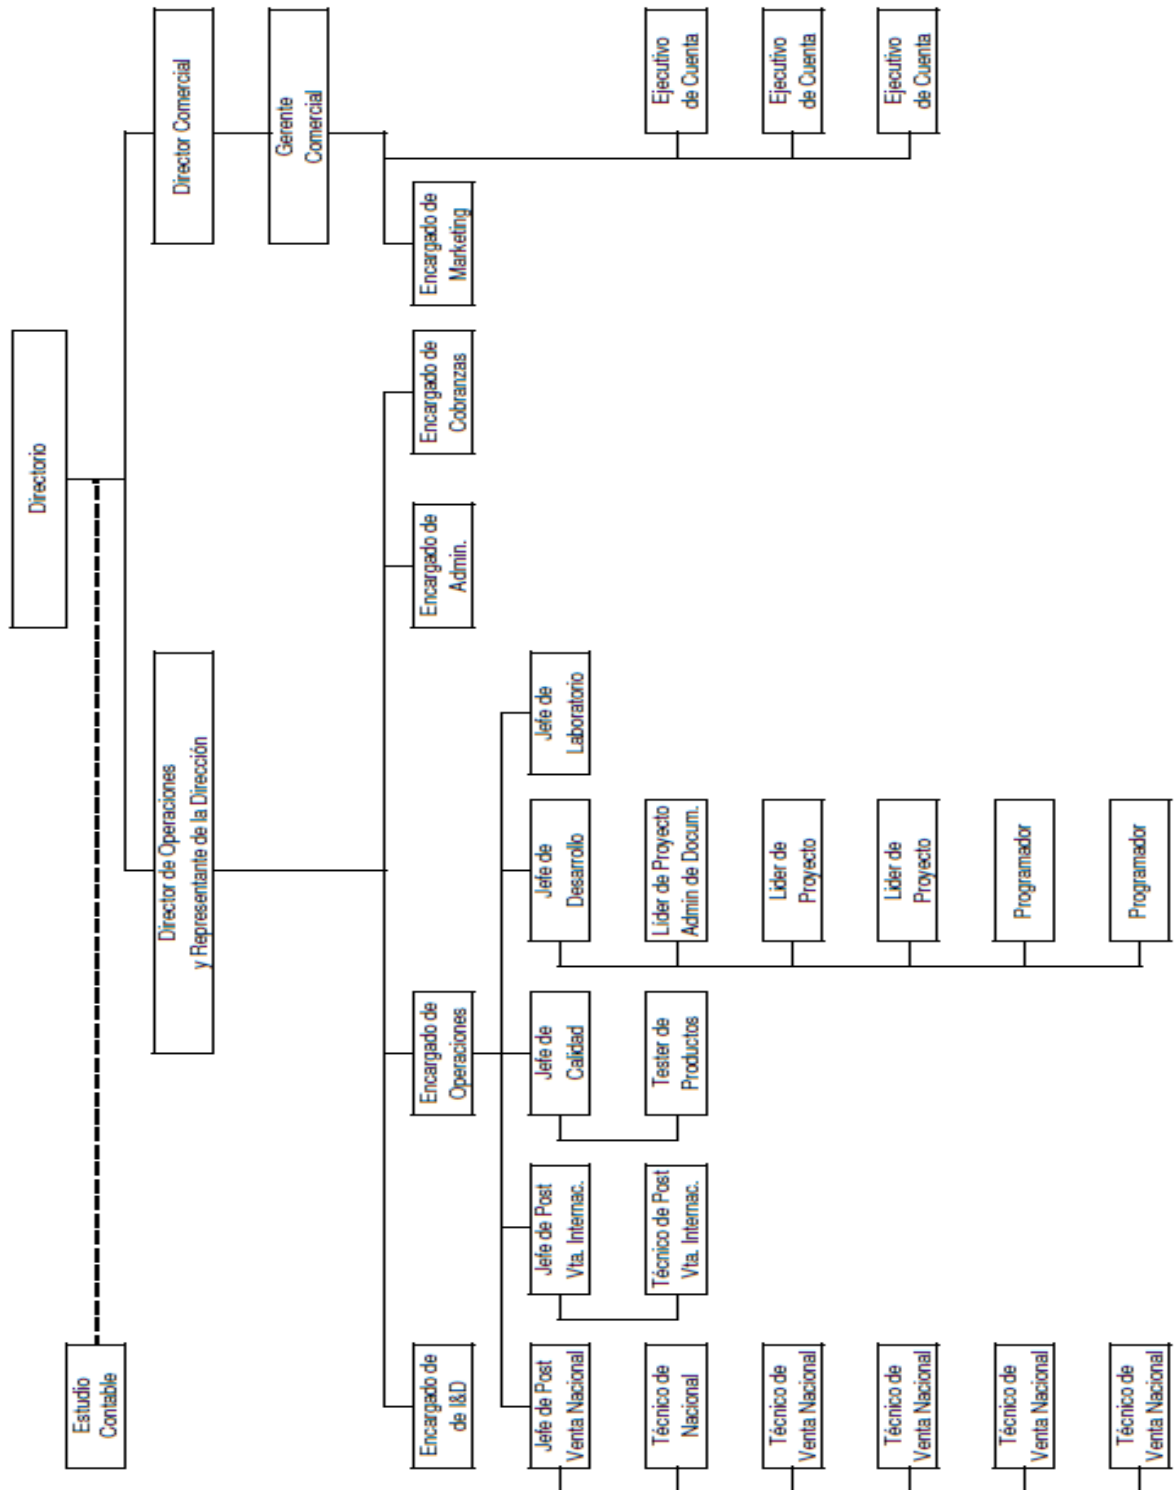 Directorio
Estudio
Contable
Director de Operaciones
y Representante de la Dirección
Director Comercial
Gerente
Comercial
Encargado de
de I&D
Encargado de
Operaciones
Encargado de
Admin.
Encargado de
Cobranzas
Encargado de
Marketing
Jefe de Post
Venta Nacional
Jefe de Post
Vta. Internac.
Jefe de
Calidad
Jefe de
Desarrollo
Jefe de
Laboratorio
Técnico de
Nacional
Técnico de Post
Vta. Internac.
Tester de
Productos
Líder de Proyecto
Admin de Docum.
Ejecutivo
de Cuenta
Técnico de
Venta Nacional
Lider de
Proyecto
Ejecutivo
de Cuenta
Técnico de
Venta Nacional
Lider de
Proyecto
Ejecutivo
de Cuenta
Técnico de
Venta Nacional
Programador
Técnico de
Venta Nacional
Programador